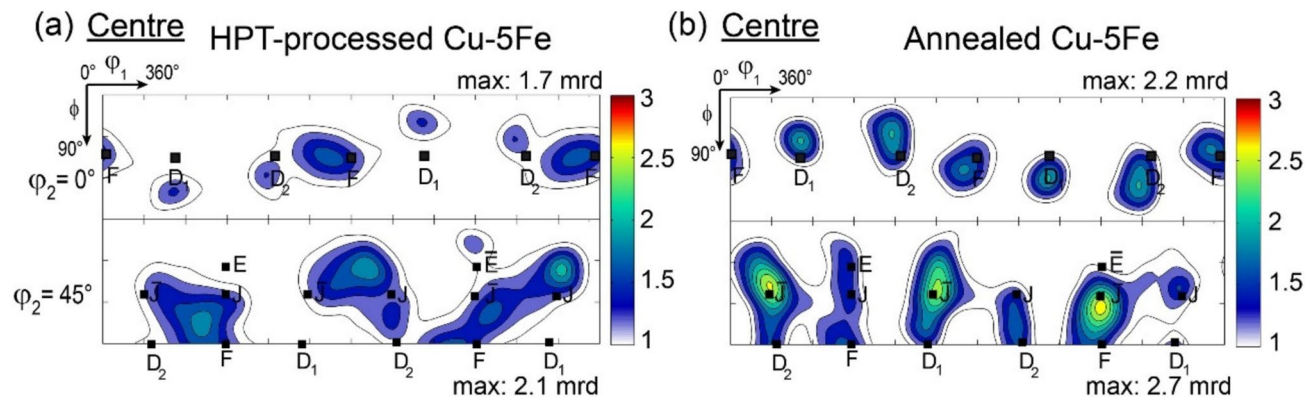 (a) Centre HPT-processed Cu-5Fe
0° φ₁ 360° max: 1.7 mrd
ϕ
90°
φ₂= 0°
F D₁ D₂ F D₁ D₂ F
E Ē
φ₂= 45°
J̄ J J̄ J J̄ J
D₂ F D₁ D₂ F D₁
max: 2.1 mrd
3
2.5
2
1.5
1
(b) Centre Annealed Cu-5Fe
0° φ₁ 360° max: 2.2 mrd
ϕ
90°
F D₁ D₂ F D₁ D₂ F
E Ē
J̄ J J̄ J J̄ J
D₂ F D₁ D₂ F D₁
max: 2.7 mrd
3
2.5
2
1.5
1